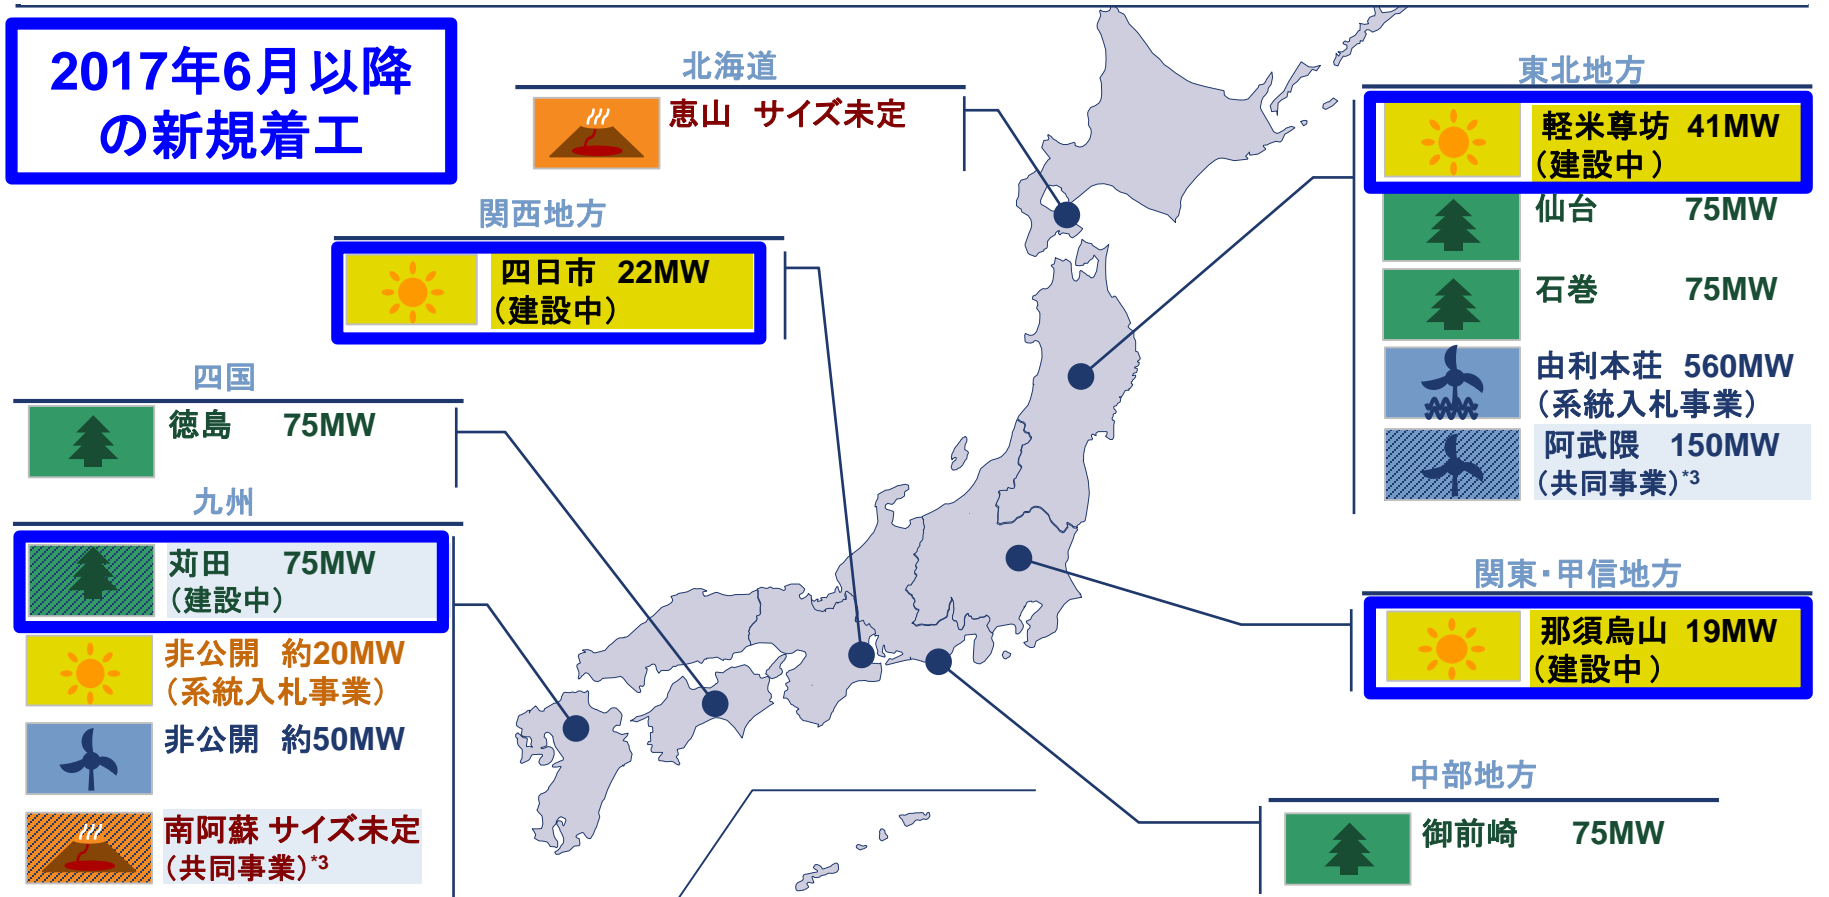 2017年6月以降
の新規着工
北海道
恵山 サイズ未定
関西地方
四日市 22MW
(建設中)
四国
徳島 75MW
九州
苅田 75MW
(建設中)
非公開 約20MW
(系統入札事業)
非公開 約50MW
南阿蘇 サイズ未定
(共同事業)*3
東北地方
軽米尊坊 41MW
(建設中)
仙台 75MW
石巻 75MW
由利本荘 560MW
(系統入札事業)
阿武隈 150MW
(共同事業)*3
関東・甲信地方
那須烏山 19MW
(建設中)
中部地方
御前崎 75MW